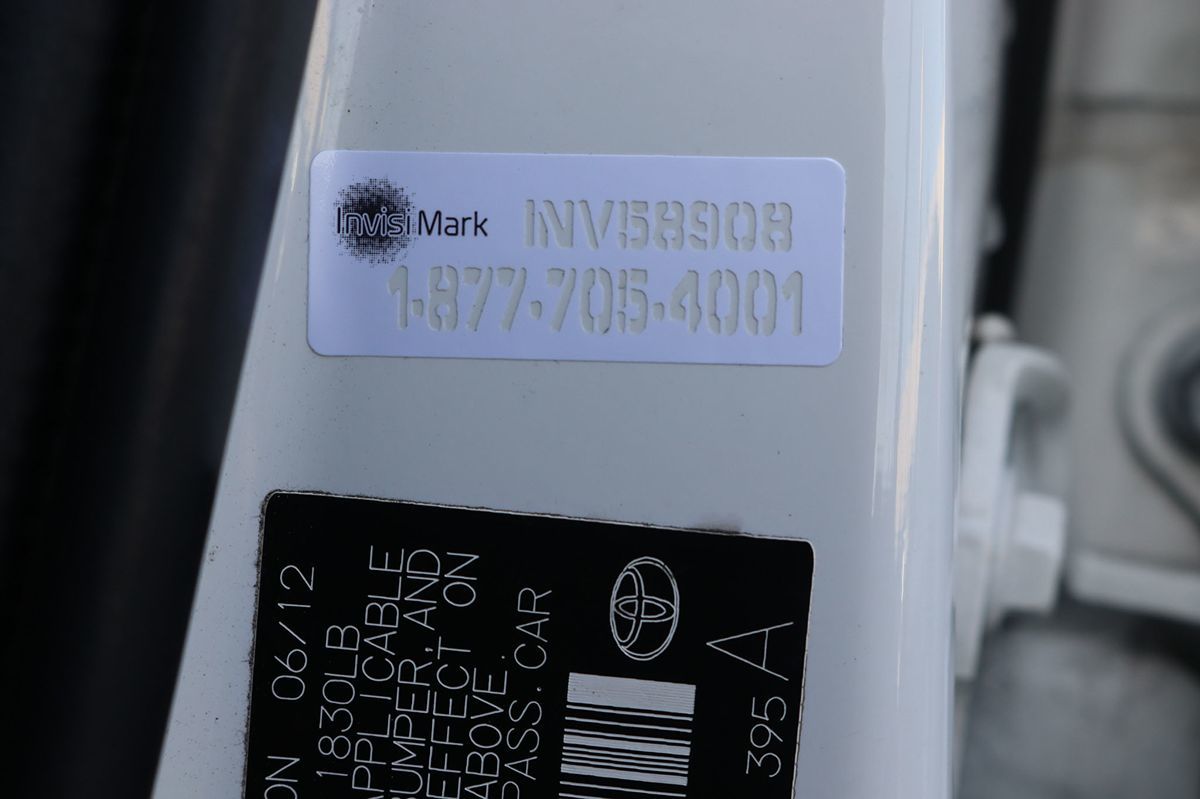 InvisiMark INV58908
1-877-705-4001
ON 06/12
1830LB
APPLICABLE
BUMPER, AND
EFFECT ON
ABOVE.
PASS.CAR
395 A